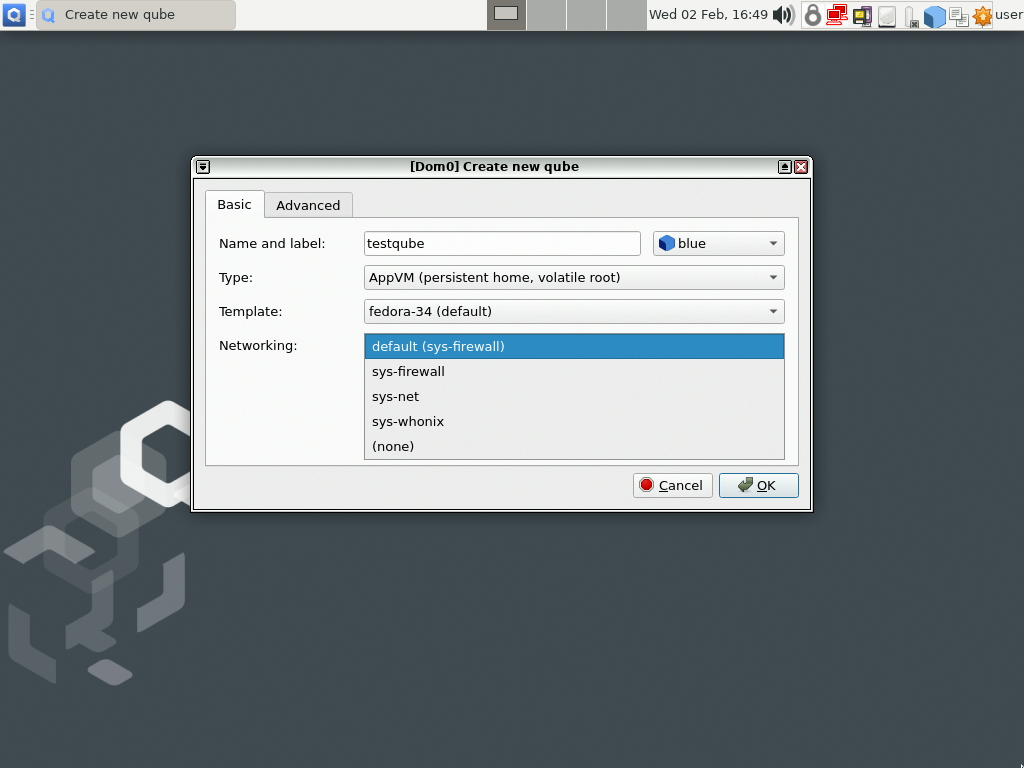 Create new qube
Wed 02 Feb, 16:49
user
[Dom0] Create new qube
Basic
Advanced
Name and label:
testqube
blue
Type:
AppVM (persistent home, volatile root)
Template:
fedora-34 (default)
Networking:
default (sys-firewall)
sys-firewall
sys-net
sys-whonix
(none)
Cancel
OK